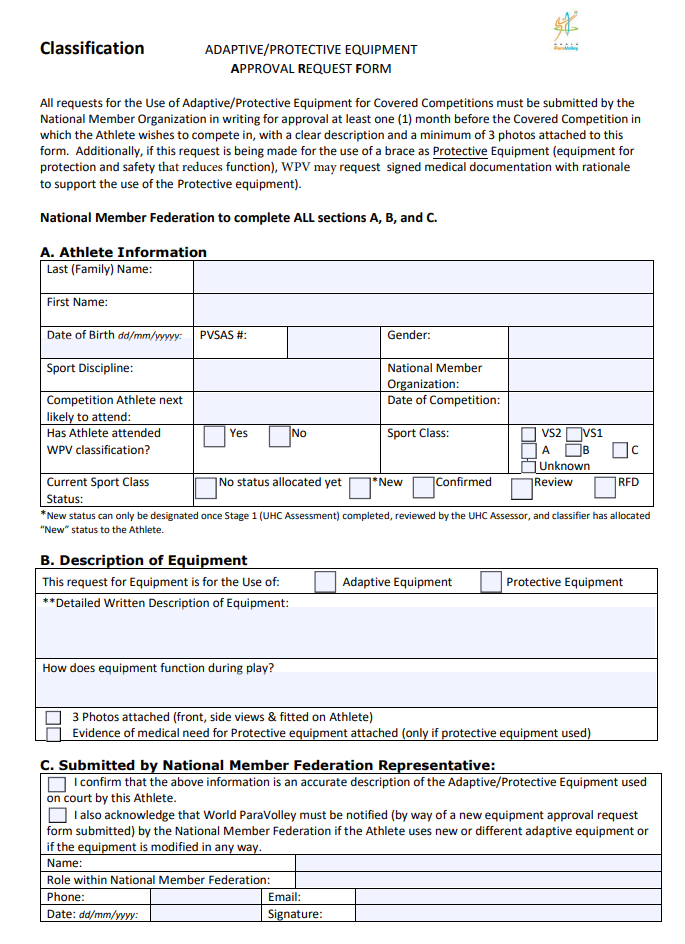 Classification
ADAPTIVE/PROTECTIVE EQUIPMENT
APPROVAL REQUEST FORM
ParaVolley
All requests for the Use of Adaptive/Protective Equipment for Covered Competitions must be submitted by the
National Member Organization in writing for approval at least one (1) month before the Covered Competition in
which the Athlete wishes to compete in, with a clear description and a minimum of 3 photos attached to this
form. Additionally, if this request is being made for the use of a brace as Protective Equipment (equipment for
protection and safety that reduces function), WPV may request signed medical documentation with rationale
to support the use of the Protective equipment).
National Member Federation to complete ALL sections A, B, and C.
A. Athlete Information
Last (Family) Name:
First Name:
Date of Birth dd/mm/yyyyy: PVSAS #: Gender:
Sport Discipline: National Member
Organization:
Competition Athlete next Date of Competition:
likely to attend:
Has Athlete attended Yes No Sport Class: VS2 VS1
WPV classification? A B C
Unknown
Current Sport Class No status allocated yet *New Confirmed Review RFD
Status:
*New status can only be designated once Stage 1 (UHC Assessment) completed, reviewed by the UHC Assessor, and classifier has allocated
“New” status to the Athlete.
B. Description of Equipment
This request for Equipment is for the Use of: Adaptive Equipment Protective Equipment
**Detailed Written Description of Equipment:
How does equipment function during play?
3 Photos attached (front, side views & fitted on Athlete)
Evidence of medical need for Protective Equipment attached (only if protective equipment used)
C. Submitted by National Member Federation Representative:
I confirm that the above information is an accurate description of the Adaptive/Protective Equipment used
on court by this Athlete.
I also acknowledge that World ParaVolley must be notified (by way of a new equipment approval request
form submitted) by the National Member Federation if the Athlete uses new or different adaptive equipment or
if the equipment is modified in any way.
Name:
Role within National Member Federation:
Phone: Email:
Date: dd/mm/yyyy: Signature: